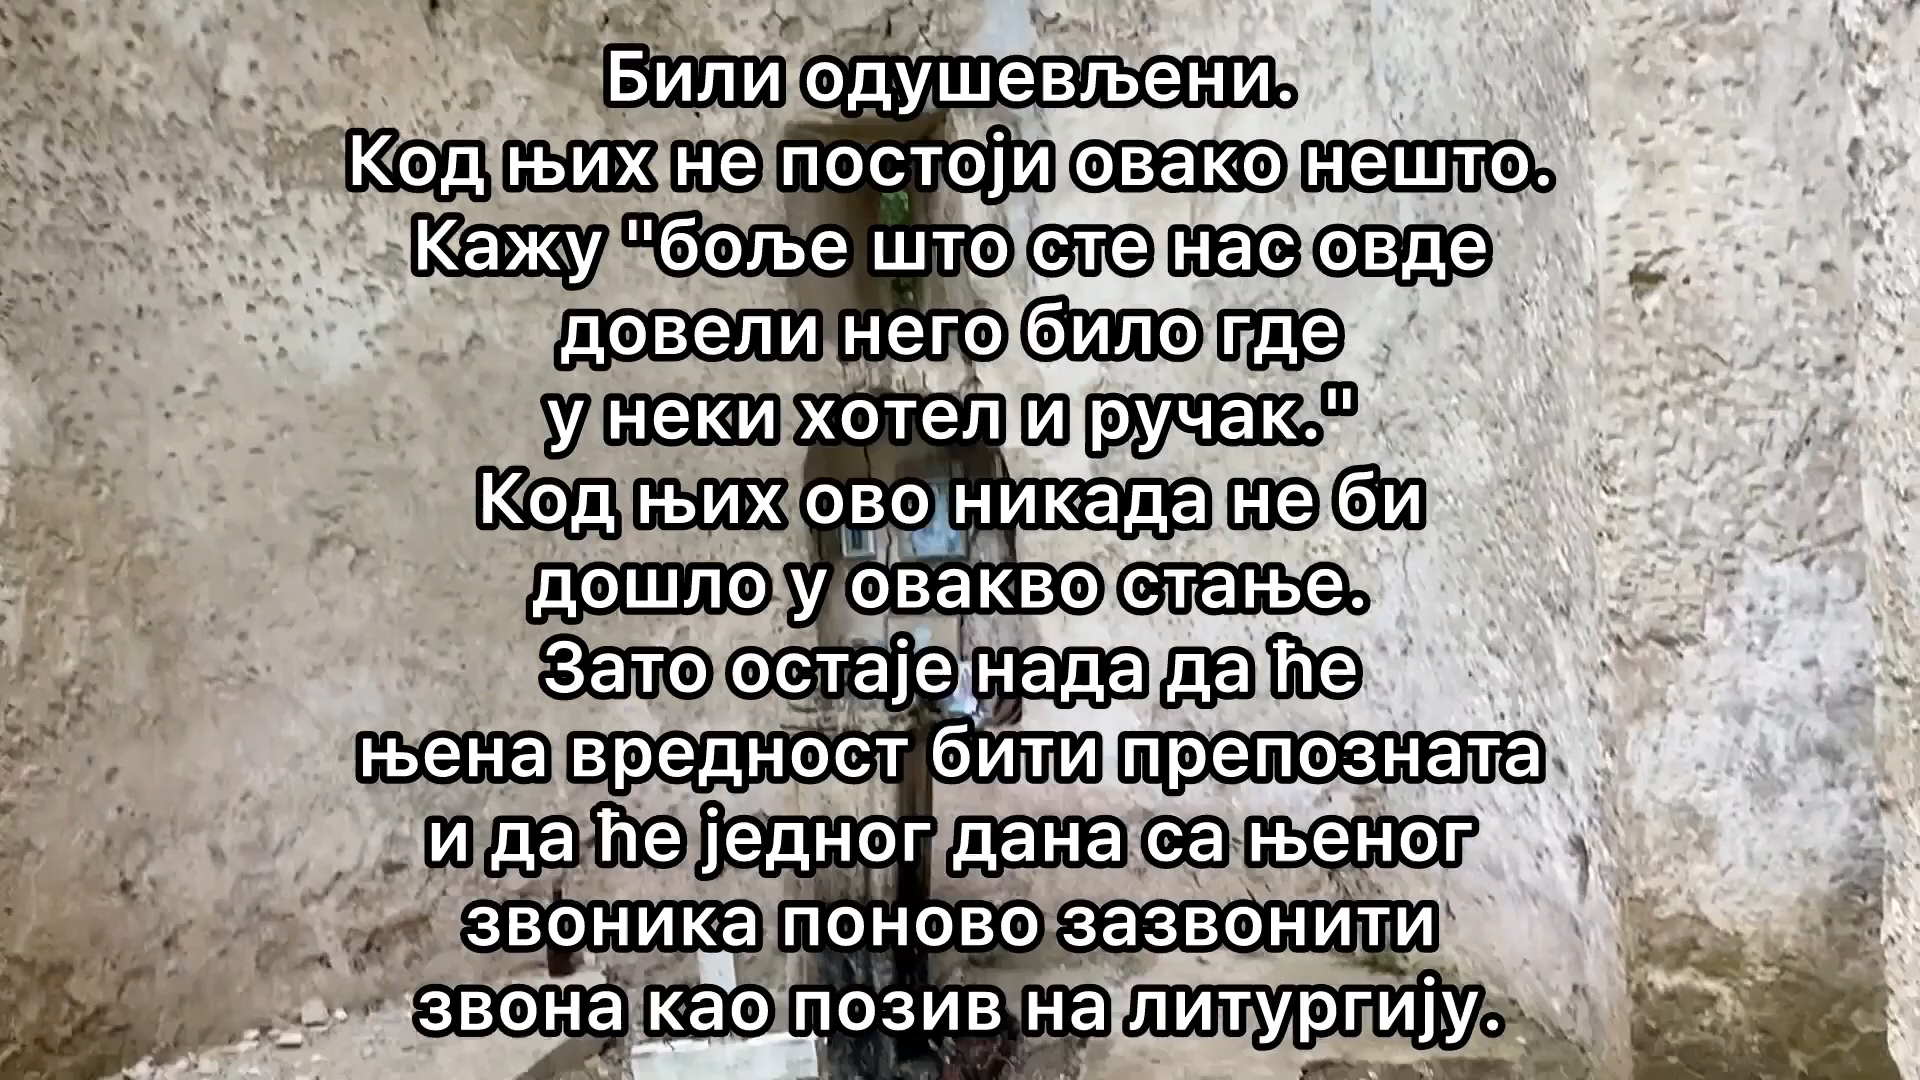 Били одушевљени.
Код њих не постоји овако нешто.
Кажу "боље што сте нас овде
довели него било где
у неки хотел и ручак."
Код њих ово никада не би
дошло у овакво стање.
Зато остаје нада да ће
њена вредност бити препозната
и да ће једног дана са њеног
звоника поново зазвонити
звона као позив на литургију.